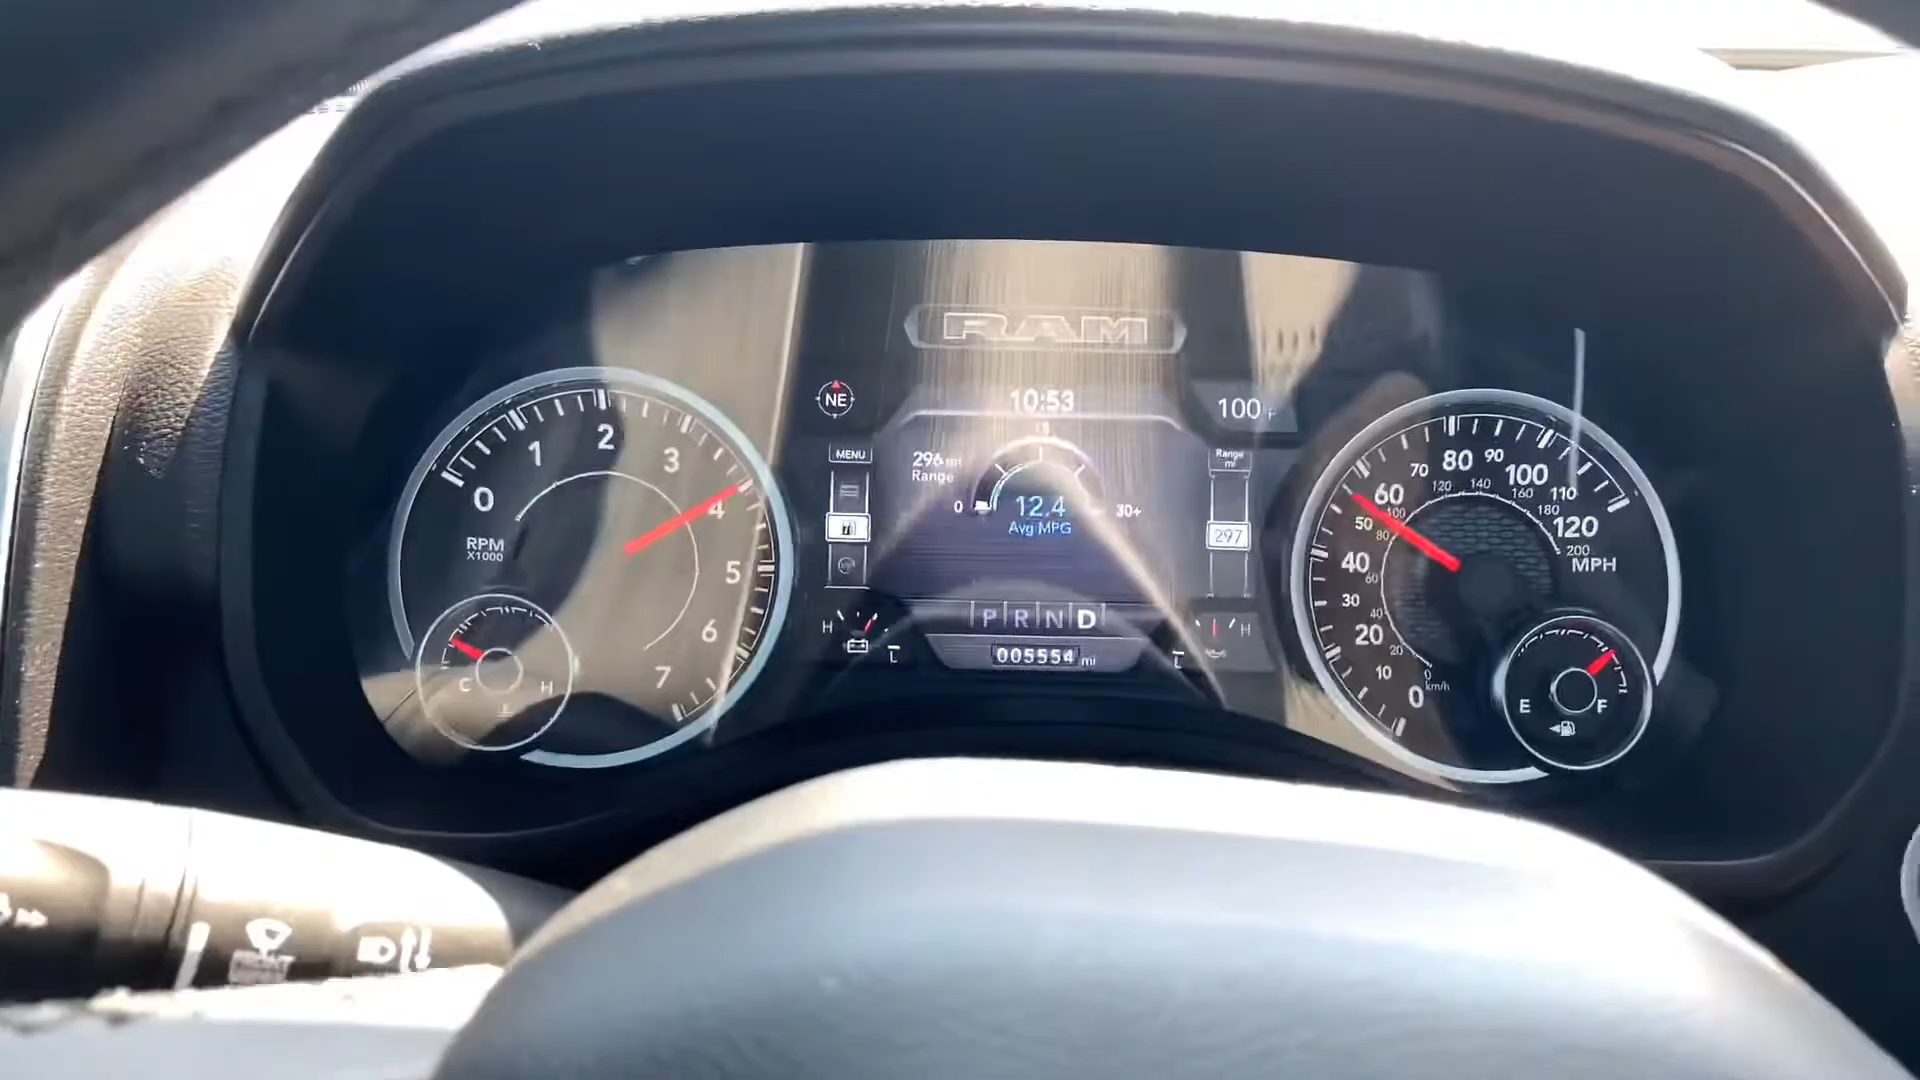 RAM
NE
10:53
100
MENU
296 mi
Range
0
12.4
Avg MPG
30+
Range
mi
297
P R N D
005554 mi
H
L
H
L
0
1
2
3
4
5
6
7
RPM
X1000
C
H
0
10
20
30
40
50
60
70
80
90
100
110
120
MPH
0
20
40
60
80
100
120
140
160
180
200
km/h
E
F
FRONT